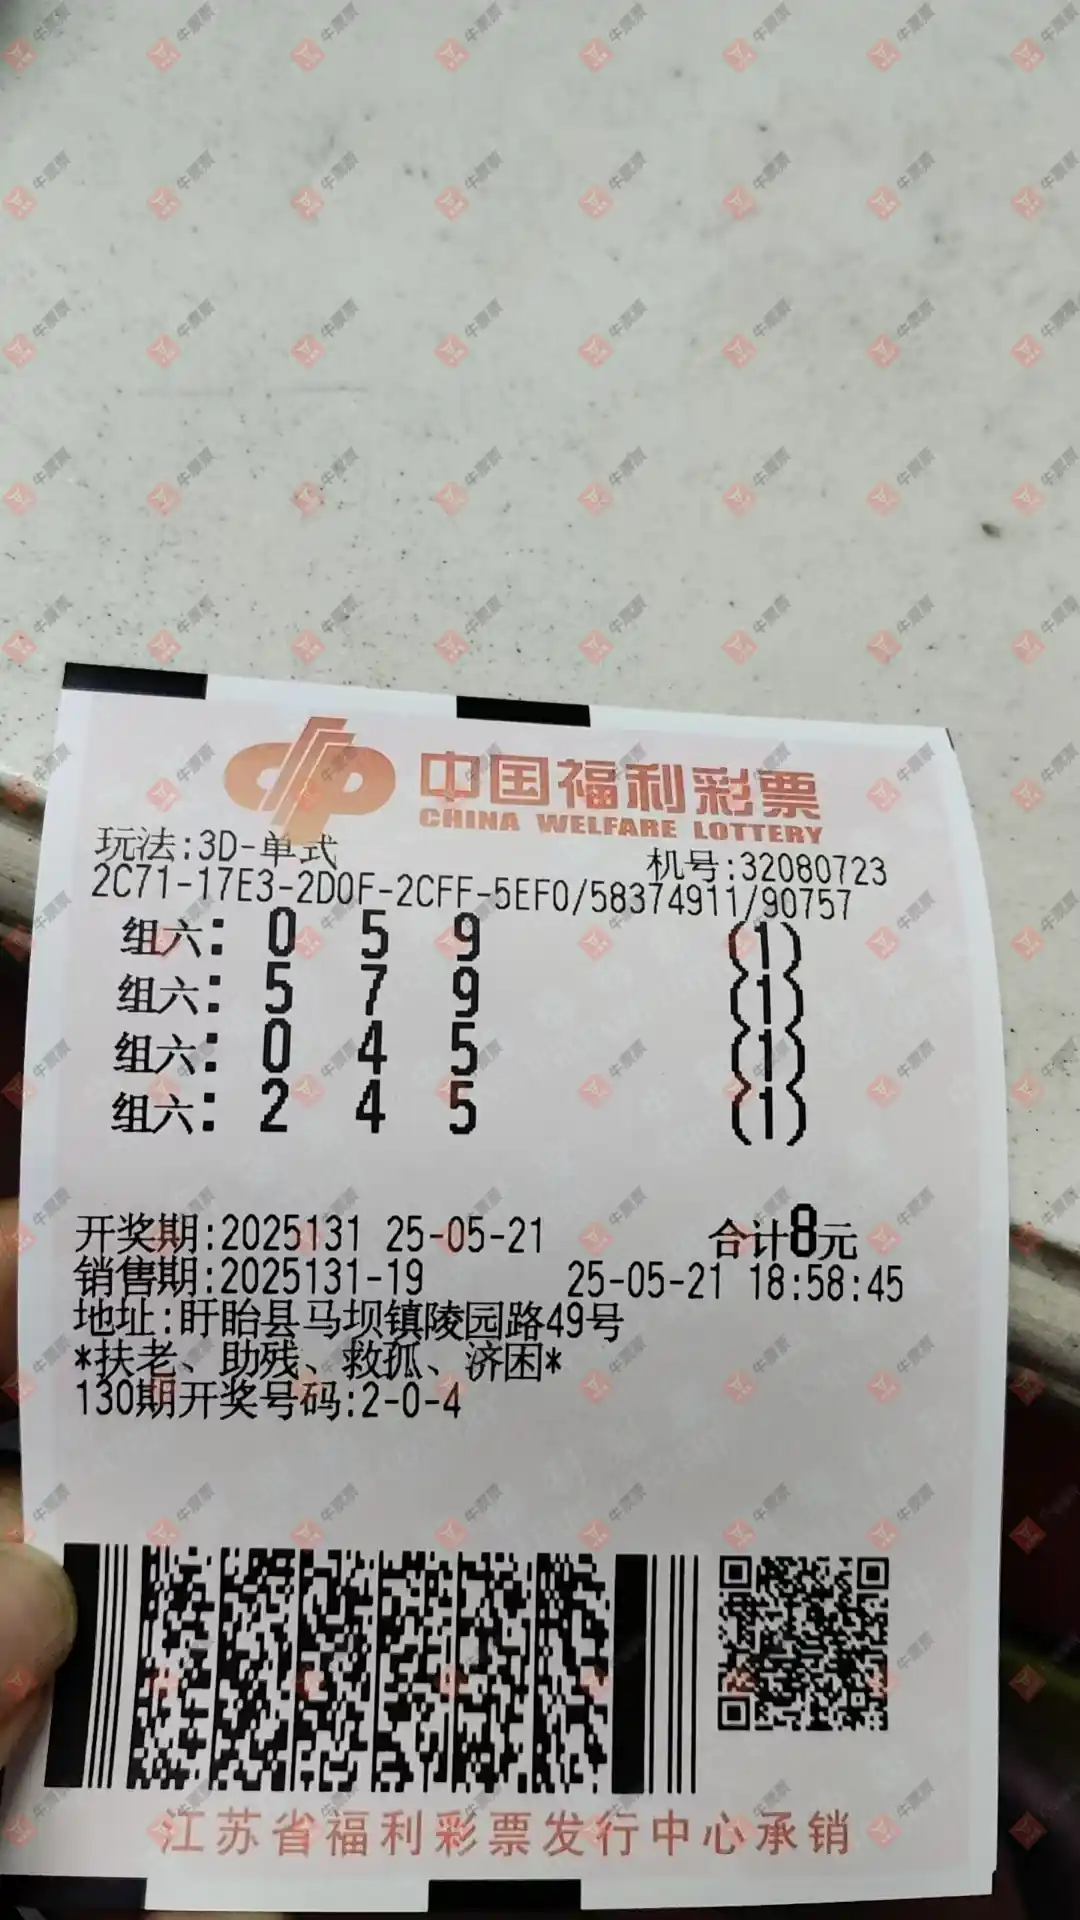 中国福利彩票
CHINA WELFARE LOTTERY
玩法:3D-单式
机号:32080723
2C71-17E3-2D0F-2CFF-5EF0/58374911/90757
组六: 0 5 9 (1)
组六: 5 7 9 (1)
组六: 0 4 5 (1)
组六: 2 4 5 (1)
开奖期:2025131 25-05-21 合计8元
销售期:2025131-19 25-05-21 18:58:45
地址:盱眙县马坝镇陵园路49号
*扶老、助残、救孤、济困*
130期开奖号码:2-0-4
江苏省福利彩票发行中心承销